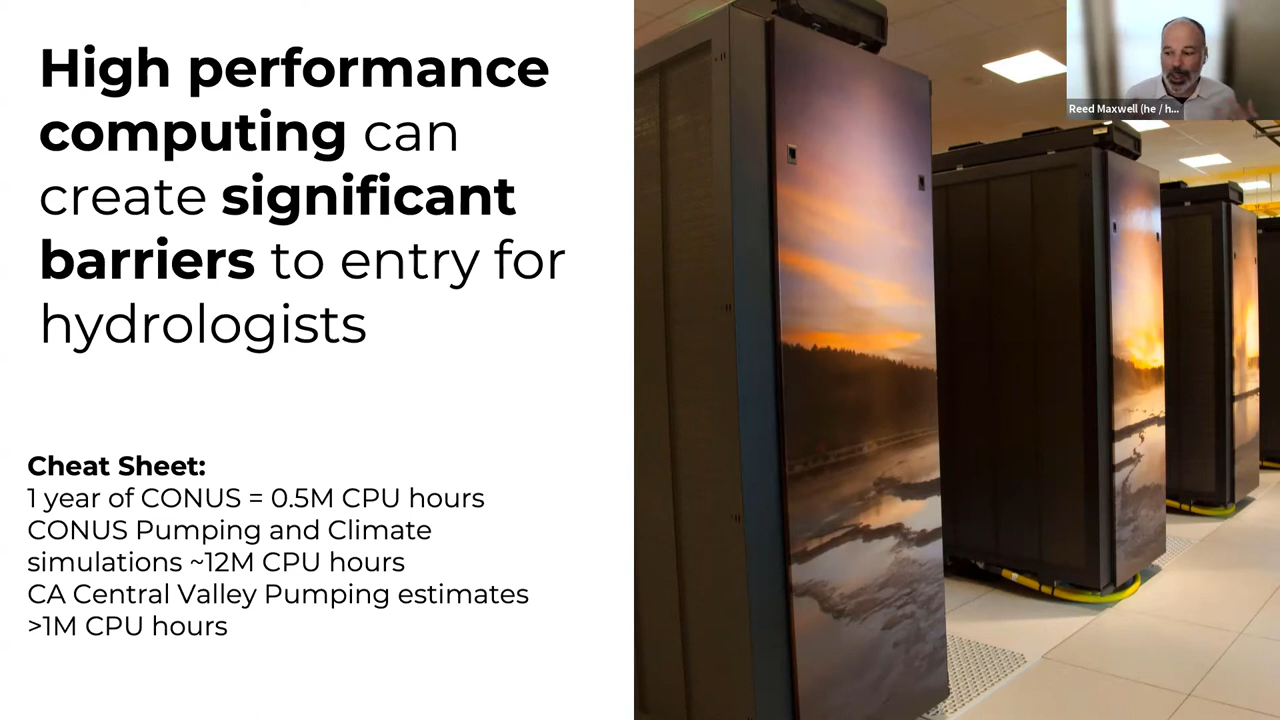 High performance
computing can
create significant
barriers to entry for
hydrologists
Cheat Sheet:
1 year of CONUS = 0.5M CPU hours
CONUS Pumping and Climate
simulations ~12M CPU hours
CA Central Valley Pumping estimates
>1M CPU hours
Reed Maxwell (he / h...